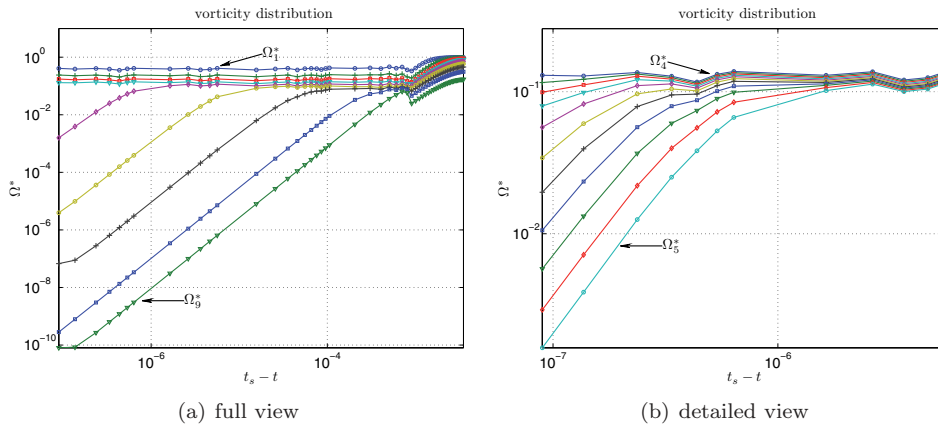 vorticity distribution
Ω*
10^0
10^-2
10^-4
10^-6
10^-8
10^-10
Ω*_1
Ω*_9
10^-6
10^-4
t_s − t
(a) full view
vorticity distribution
Ω*
10^-1
10^-2
Ω*_4
Ω*_5
10^-7
10^-6
t_s − t
(b) detailed view